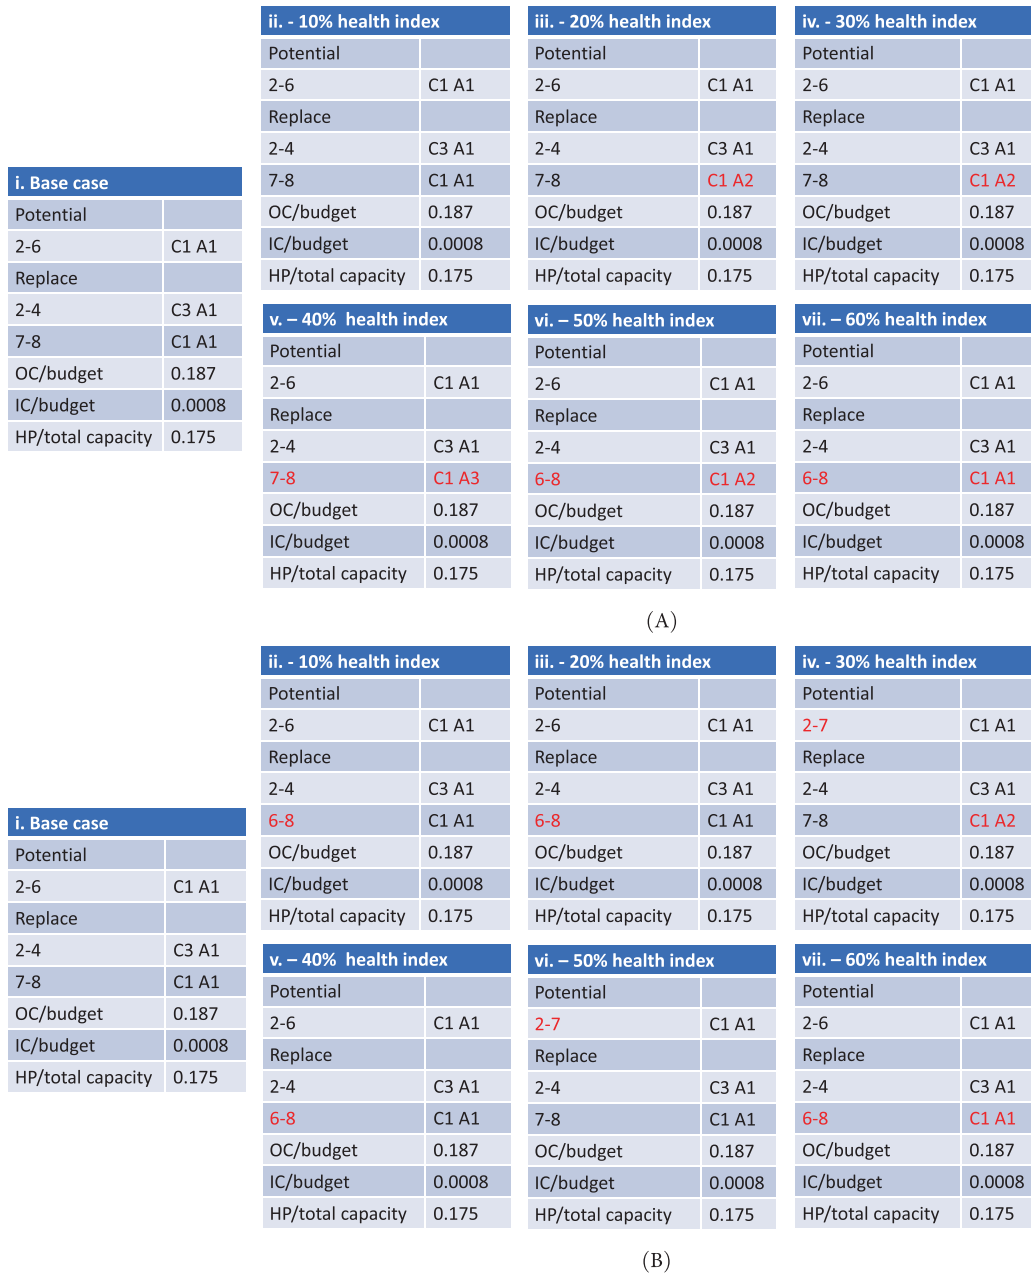 i. Base case
Potential
2-6 C1 A1
Replace
2-4 C3 A1
7-8 C1 A1
OC/budget 0.187
IC/budget 0.0008
HP/total capacity 0.175
ii. - 10% health index
Potential
2-6 C1 A1
Replace
2-4 C3 A1
7-8 C1 A1
OC/budget 0.187
IC/budget 0.0008
HP/total capacity 0.175
iii. - 20% health index
Potential
2-6 C1 A1
Replace
2-4 C3 A1
7-8 C1 A2
OC/budget 0.187
IC/budget 0.0008
HP/total capacity 0.175
iv. - 30% health index
Potential
2-6 C1 A1
Replace
2-4 C3 A1
7-8 C1 A2
OC/budget 0.187
IC/budget 0.0008
HP/total capacity 0.175
v. – 40% health index
Potential
2-6 C1 A1
Replace
2-4 C3 A1
7-8 C1 A3
OC/budget 0.187
IC/budget 0.0008
HP/total capacity 0.175
vi. – 50% health index
Potential
2-6 C1 A1
Replace
2-4 C3 A1
6-8 C1 A2
OC/budget 0.187
IC/budget 0.0008
HP/total capacity 0.175
vii. – 60% health index
Potential
2-6 C1 A1
Replace
2-4 C3 A1
6-8 C1 A1
OC/budget 0.187
IC/budget 0.0008
HP/total capacity 0.175
(A)
i. Base case
Potential
2-6 C1 A1
Replace
2-4 C3 A1
7-8 C1 A1
OC/budget 0.187
IC/budget 0.0008
HP/total capacity 0.175
ii. - 10% health index
Potential
2-6 C1 A1
Replace
2-4 C3 A1
6-8 C1 A1
OC/budget 0.187
IC/budget 0.0008
HP/total capacity 0.175
iii. - 20% health index
Potential
2-6 C1 A1
Replace
2-4 C3 A1
6-8 C1 A1
OC/budget 0.187
IC/budget 0.0008
HP/total capacity 0.175
iv. - 30% health index
Potential
2-7 C1 A1
Replace
2-4 C3 A1
7-8 C1 A2
OC/budget 0.187
IC/budget 0.0008
HP/total capacity 0.175
v. – 40% health index
Potential
2-6 C1 A1
Replace
2-4 C3 A1
6-8 C1 A1
OC/budget 0.187
IC/budget 0.0008
HP/total capacity 0.175
vi. – 50% health index
Potential
2-7 C1 A1
Replace
2-4 C3 A1
7-8 C1 A1
OC/budget 0.187
IC/budget 0.0008
HP/total capacity 0.175
vii. – 60% health index
Potential
2-6 C1 A1
Replace
2-4 C3 A1
6-8 C1 A1
OC/budget 0.187
IC/budget 0.0008
HP/total capacity 0.175
(B)